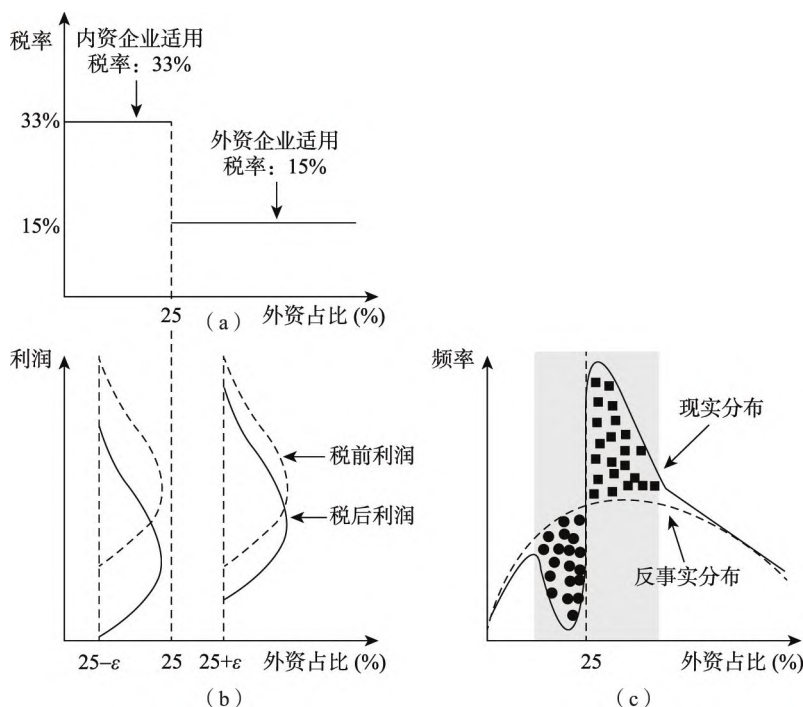 税率
内资企业适用
税率：33%
33%
外资企业适用
税率：15%
15%
25
（a）
外资占比 (%)
利润
税前利润
税后利润
25−ε
25
25+ε
外资占比 (%)
（b）
频率
现实分布
反事实分布
25
外资占比 (%)
（c）